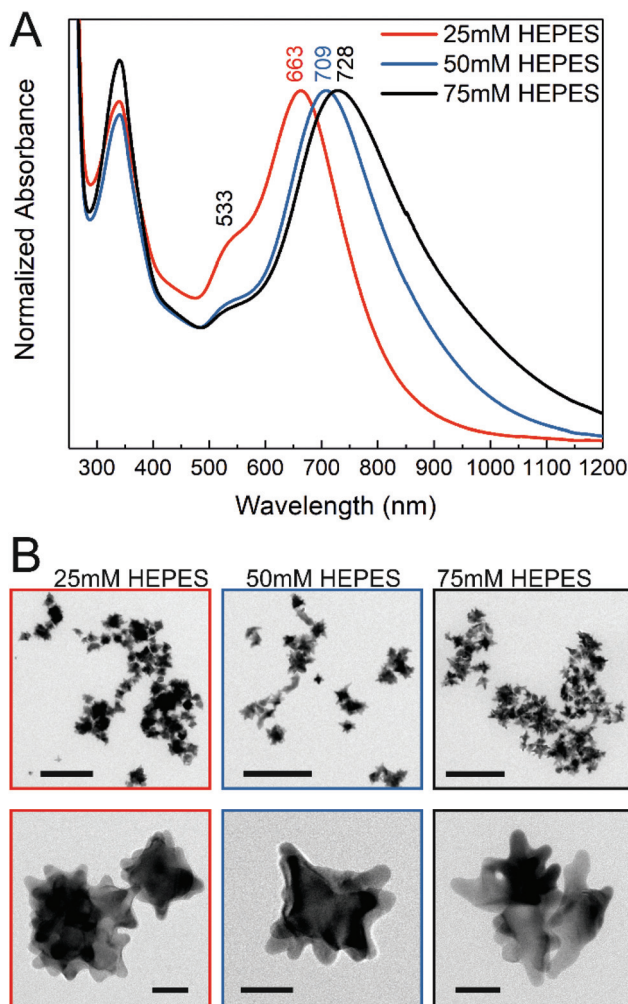 A
25mM HEPES
50mM HEPES
75mM HEPES
663
709
728
533
Normalized Absorbance
300 400 500 600 700 800 900 1000 1100 1200
Wavelength (nm)
B
25mM HEPES 50mM HEPES 75mM HEPES